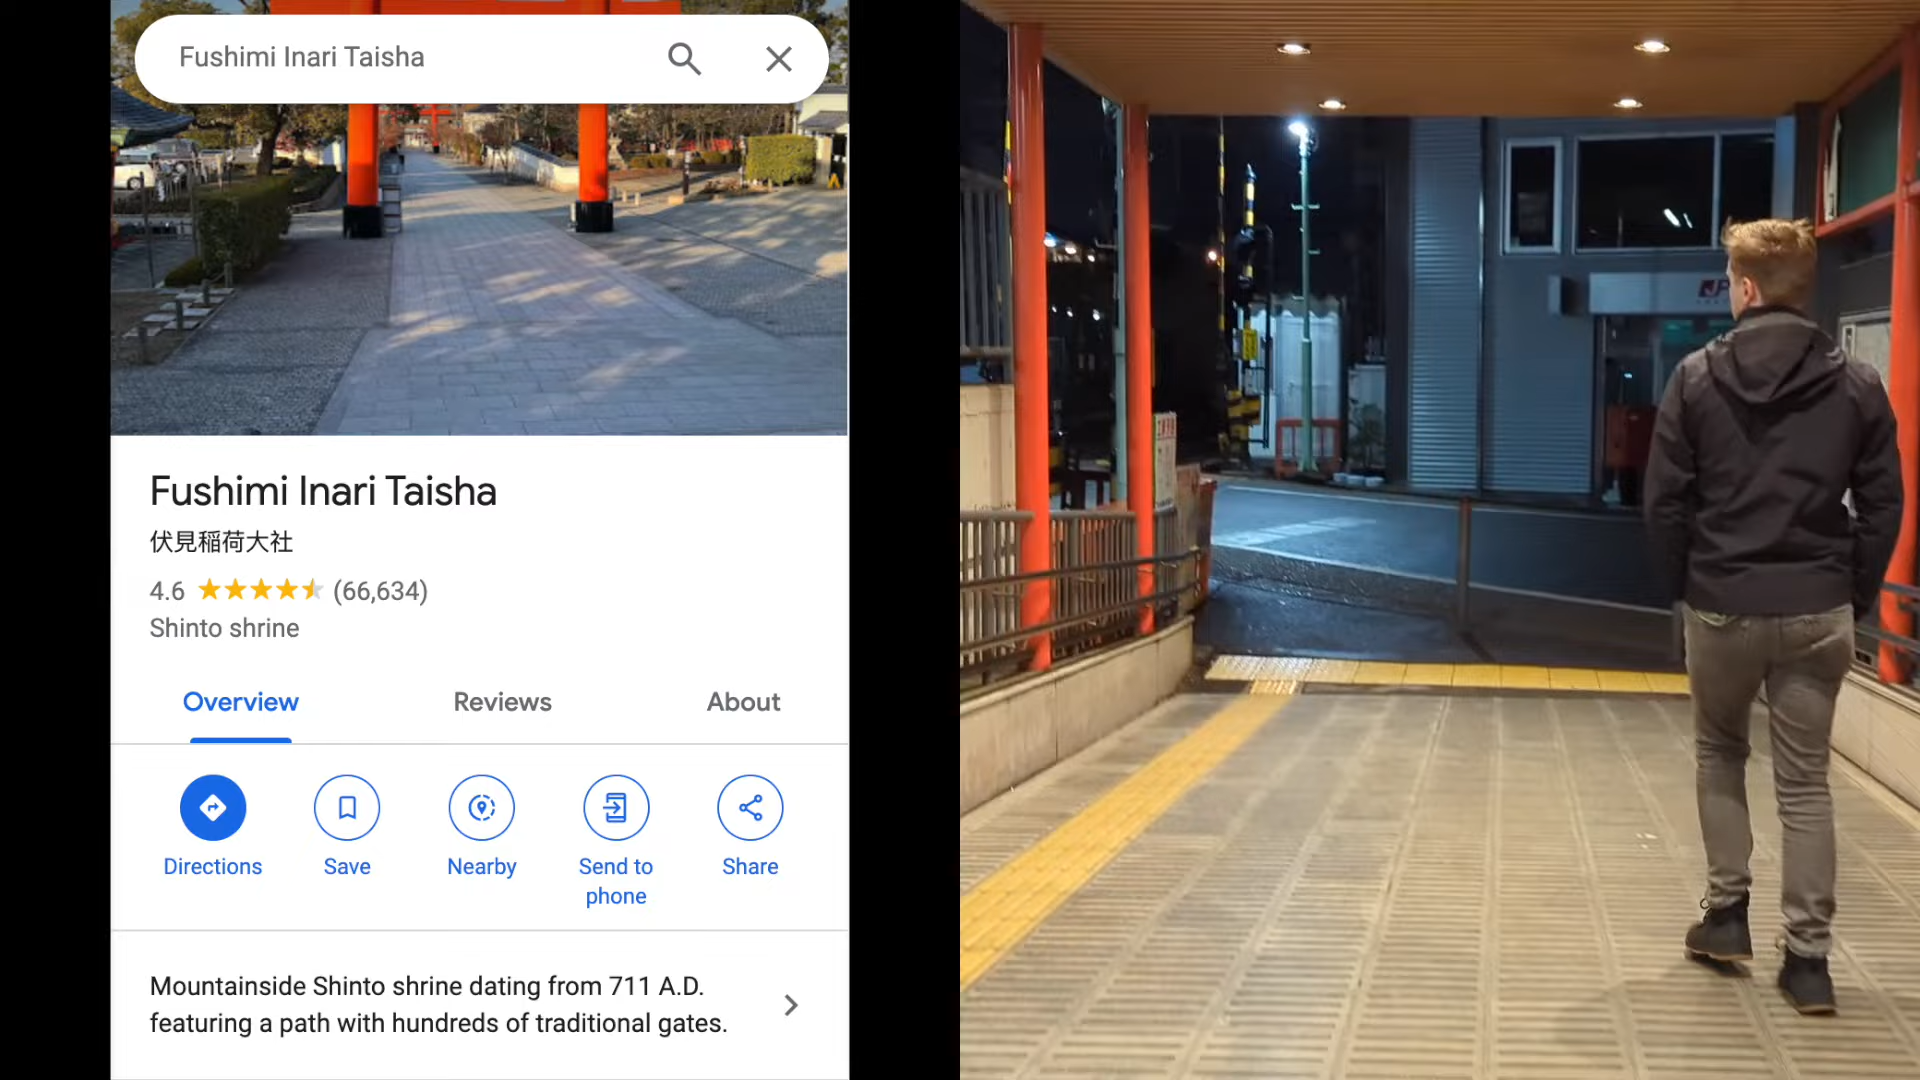 Fushimi Inari Taisha
Fushimi Inari Taisha
伏見稲荷大社
4.6 (66,634)
Shinto shrine
Overview
Reviews
About
Directions
Save
Nearby
Send to
phone
Share
Mountainside Shinto shrine dating from 711 A.D.
featuring a path with hundreds of traditional gates.